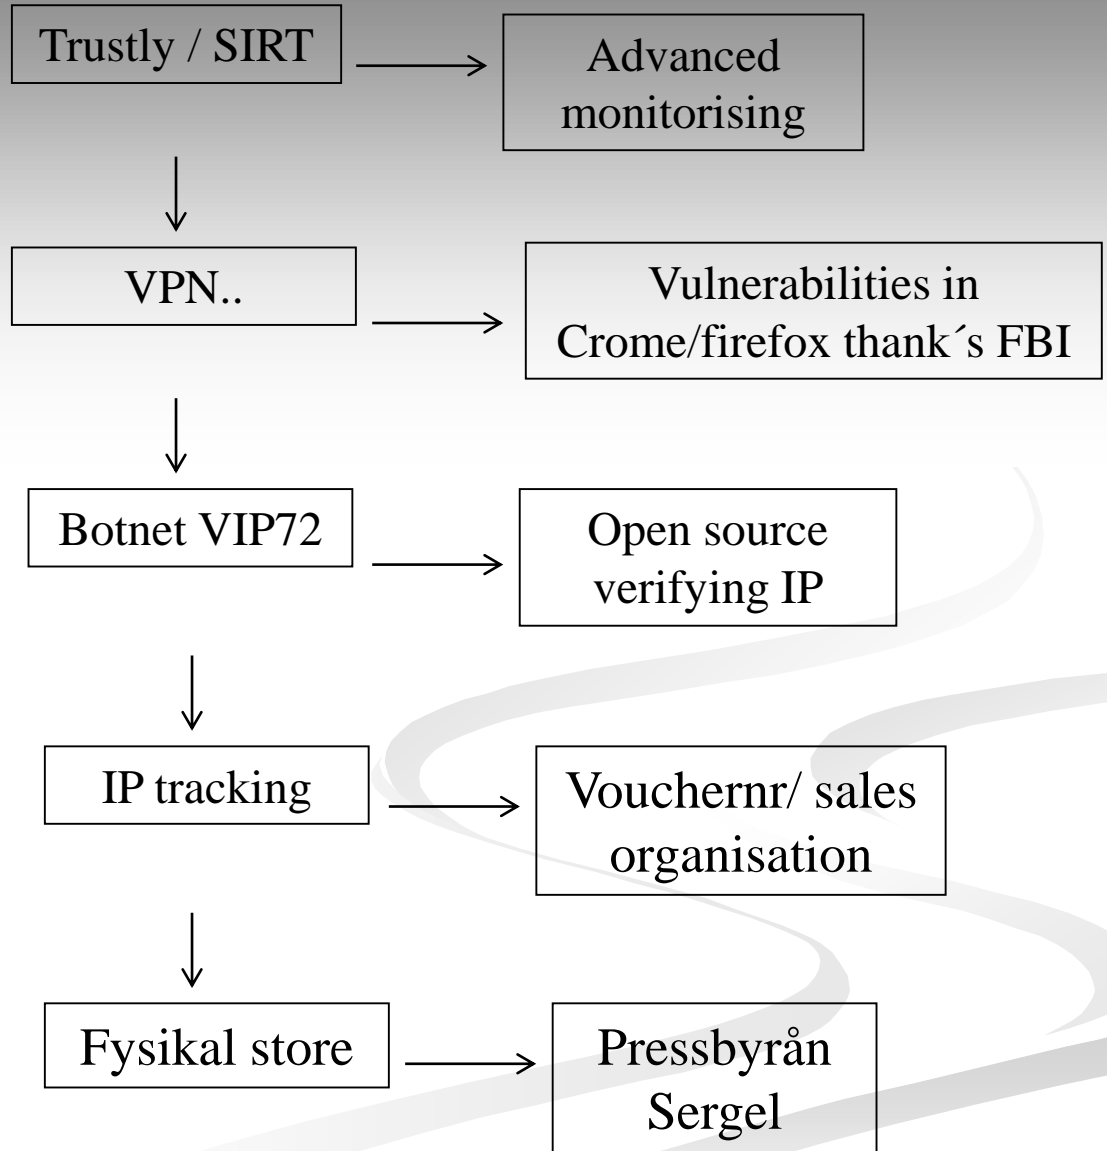 Trustly / SIRT
Advanced
monitorising
VPN..
Vulnerabilities in
Crome/firefox thank´s FBI
Botnet VIP72
Open source
verifying IP
IP tracking
Vouchernr/ sales
organisation
Fysikal store
Pressbyrån
Sergel